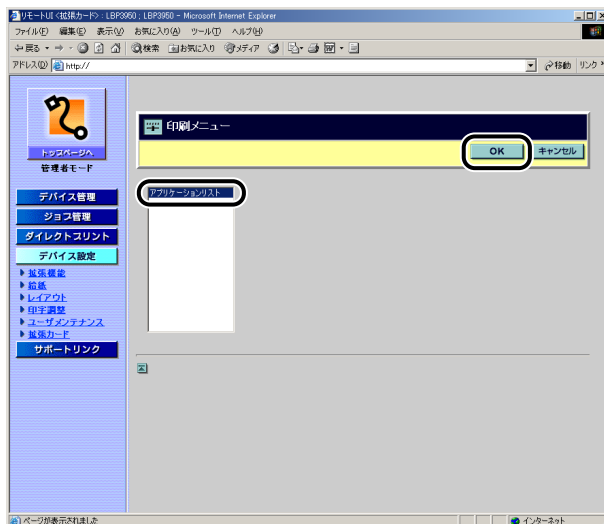 リモートUI <拡張カード> : LBP3950 ; LBP3950 - Microsoft Internet Explorer
ファイル(F) 編集(E) 表示(V) お気に入り(A) ツール(T) ヘルプ(H)
戻る 検索 お気に入り メディア
アドレス(D) http:// 移動 リンク
トップページへ
管理者モード
印刷メニュー
OK キャンセル
アプリケーションリスト
デバイス管理
ジョブ管理
ダイレクトプリント
デバイス設定
拡張機能
給紙
レイアウト
印字調整
ユーザメンテナンス
拡張カード
サポートリンク
ページが表示されました インターネット